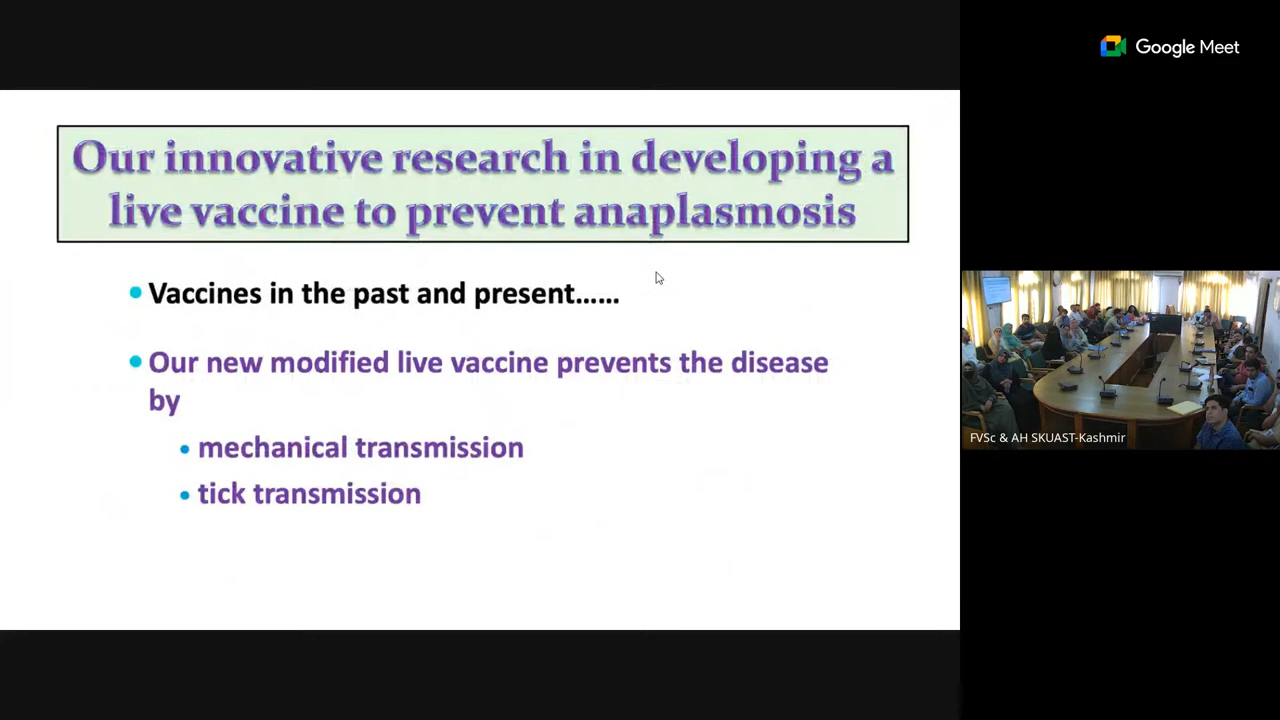 Google Meet
Our innovative research in developing a
live vaccine to prevent anaplasmosis
• Vaccines in the past and present......
• Our new modified live vaccine prevents the disease
by
• mechanical transmission
• tick transmission
FVSc & AH SKUAST-Kashmir